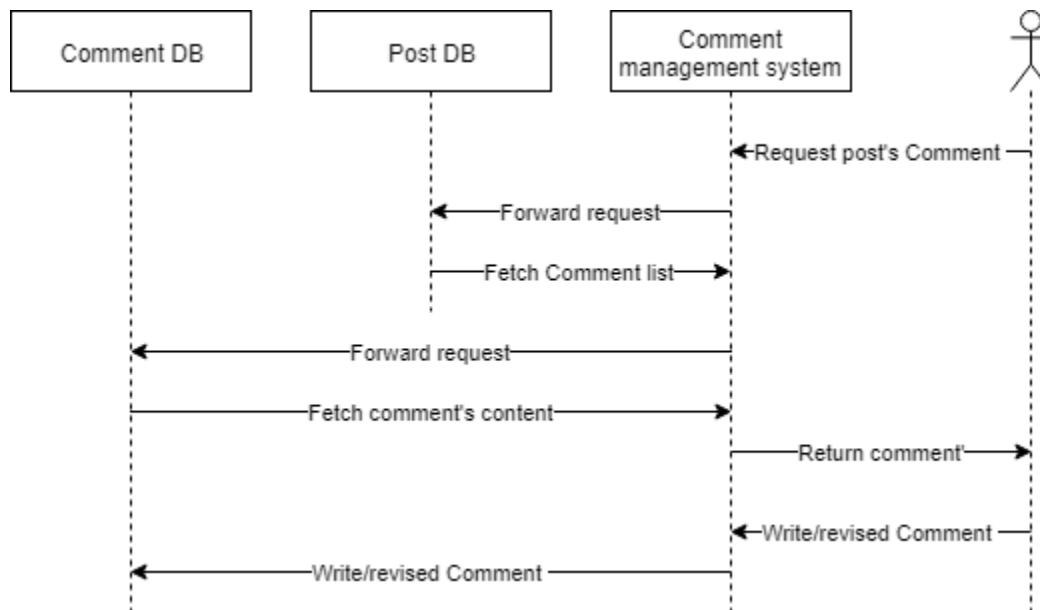 Comment DB
Post DB
Comment
management system
Request post's Comment
Forward request
Fetch Comment list
Forward request
Fetch comment's content
Return comment'
Write/revised Comment
Write/revised Comment